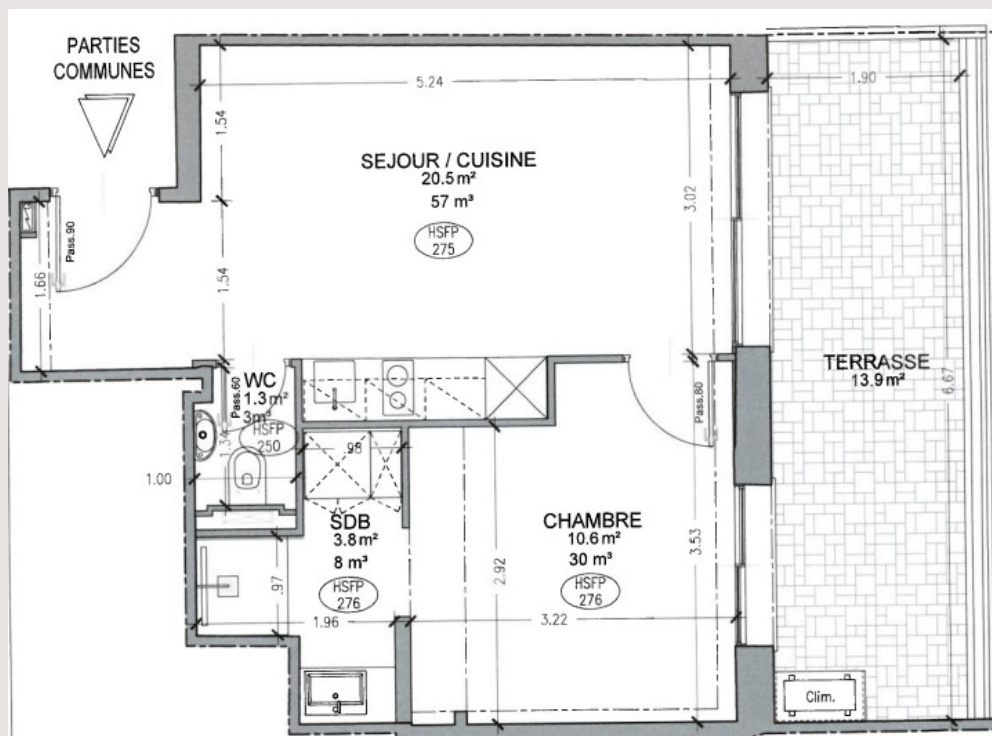 PARTIES
COMMUNES
5.24
1.90
1.54
SEJOUR / CUISINE
20.5 m²
57 m³
HSFP
275
3.02
Pass.90
1.66
1.54
TERRASSE
13.9m²
6.67
WC
1.3 m²
3m³
HSFP
250
Pass.60
1.34
Pass.80
.98
1.00
SDB
3.8 m²
8 m³
HSFP
276
CHAMBRE
10.6 m²
30 m³
HSFP
276
2.92
3.53
.97
1.96
3.22
Clim.